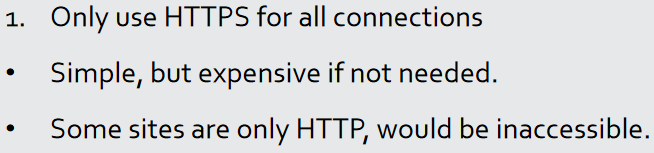 1. Only use HTTPS for all connections
• Simple, but expensive if not needed.
• Some sites are only HTTP, would be inaccessible.